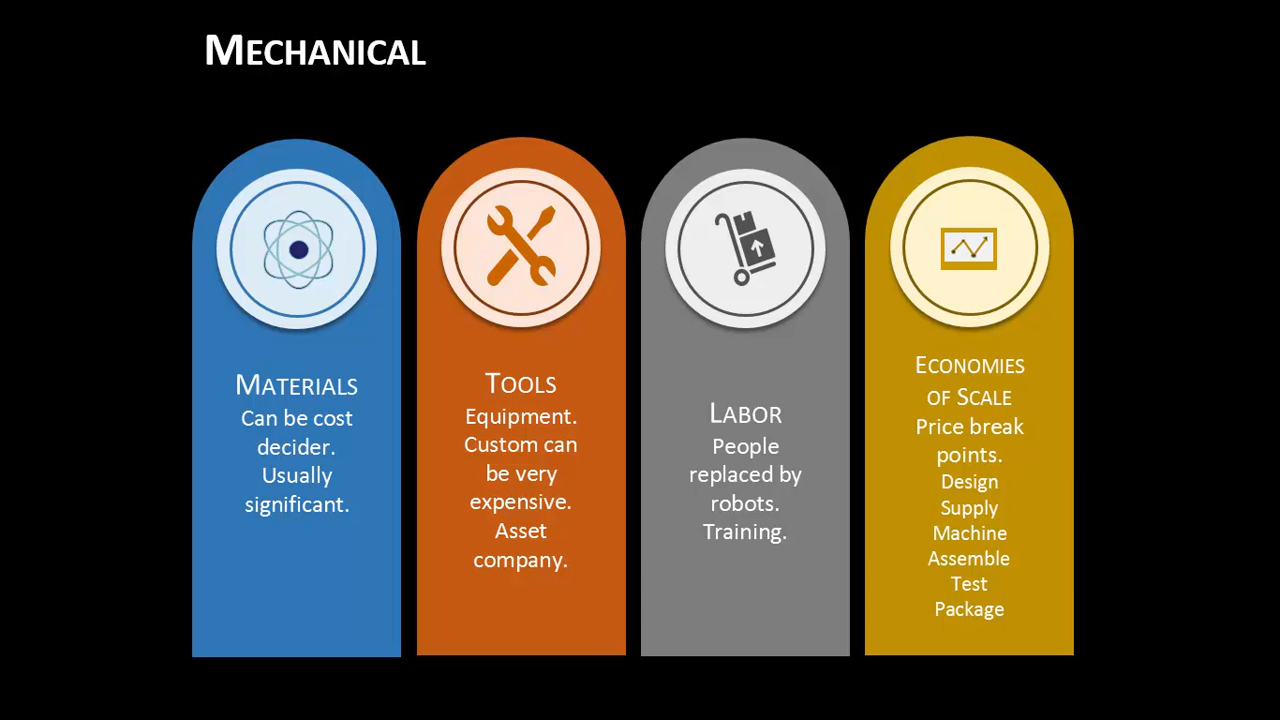 MECHANICAL
MATERIALS
Can be cost
decider.
Usually
significant.
TOOLS
Equipment.
Custom can
be very
expensive.
Asset
company.
LABOR
People
replaced by
robots.
Training.
ECONOMIES
OF SCALE
Price break
points.
Design
Supply
Machine
Assemble
Test
Package